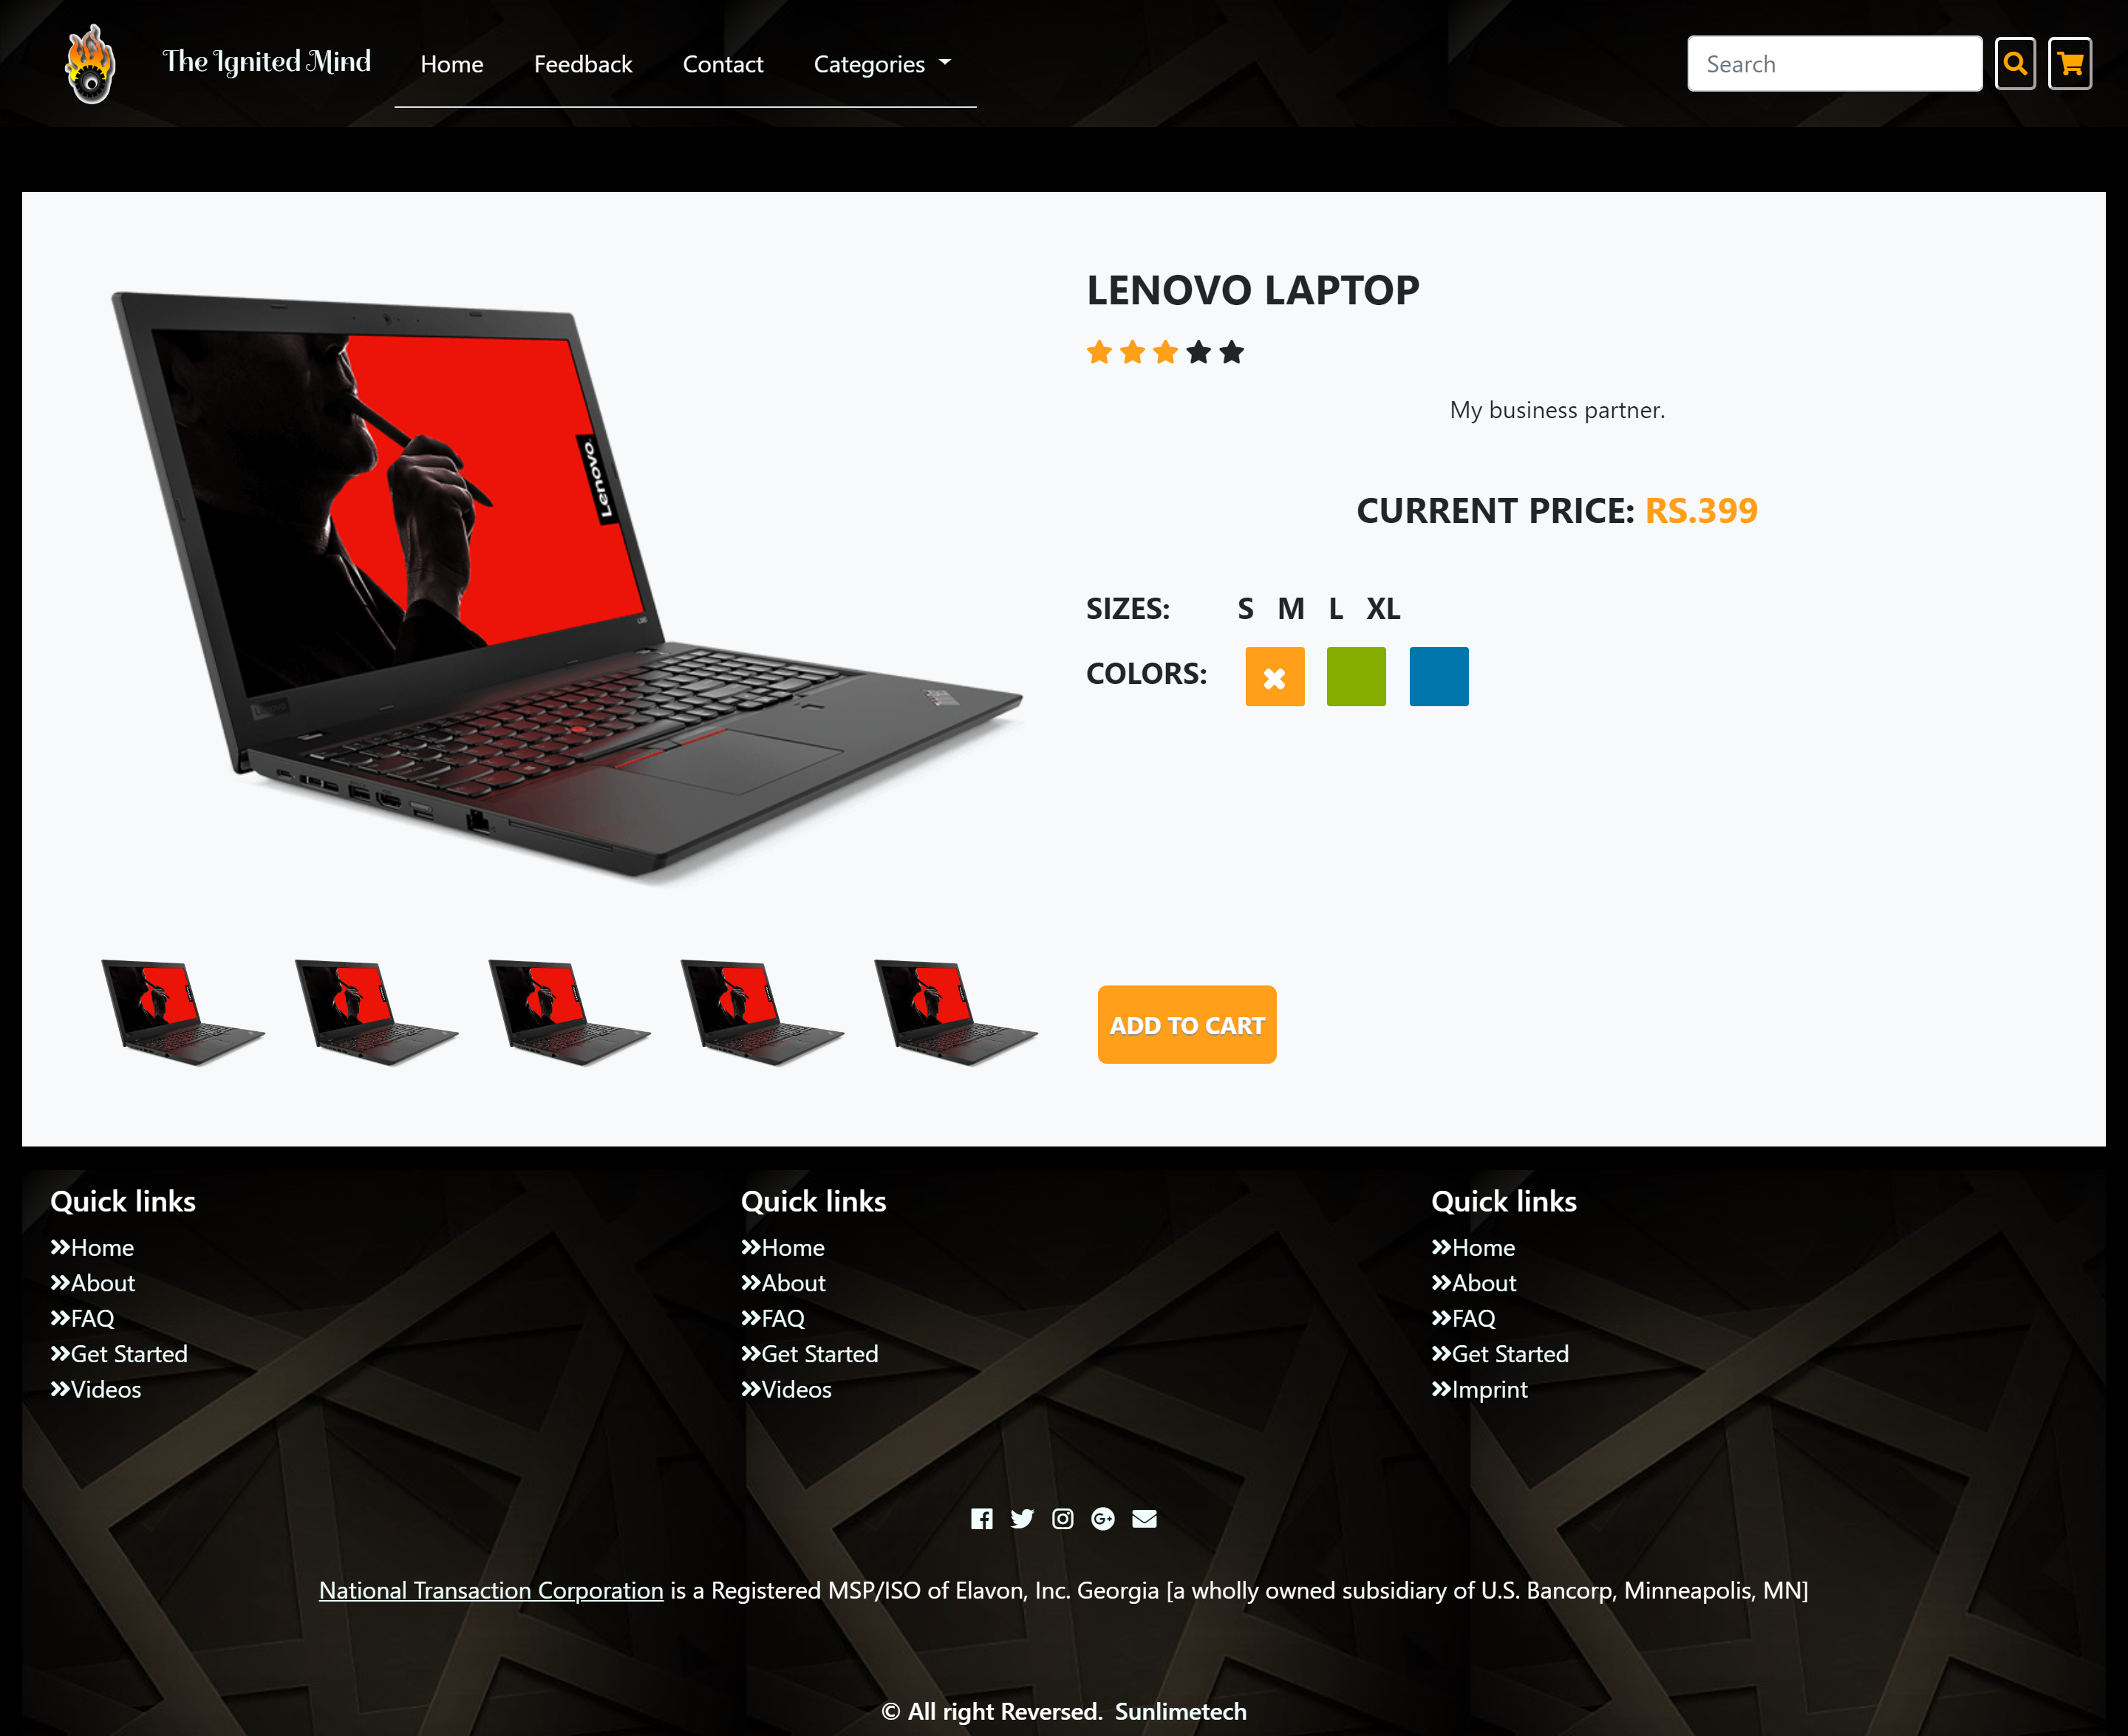 The Ignited Mind
Home
Feedback
Contact
Categories
Search
LENOVO LAPTOP
My business partner.
CURRENT PRICE: RS.399
SIZES: S M L XL
COLORS:
Lenovo
ADD TO CART
Quick links
Home
About
FAQ
Get Started
Videos
Quick links
Home
About
FAQ
Get Started
Videos
Quick links
Home
About
FAQ
Get Started
Imprint
National Transaction Corporation is a Registered MSP/ISO of Elavon, Inc. Georgia [a wholly owned subsidiary of U.S. Bancorp, Minneapolis, MN]
© All right Reversed. Sunlimetech